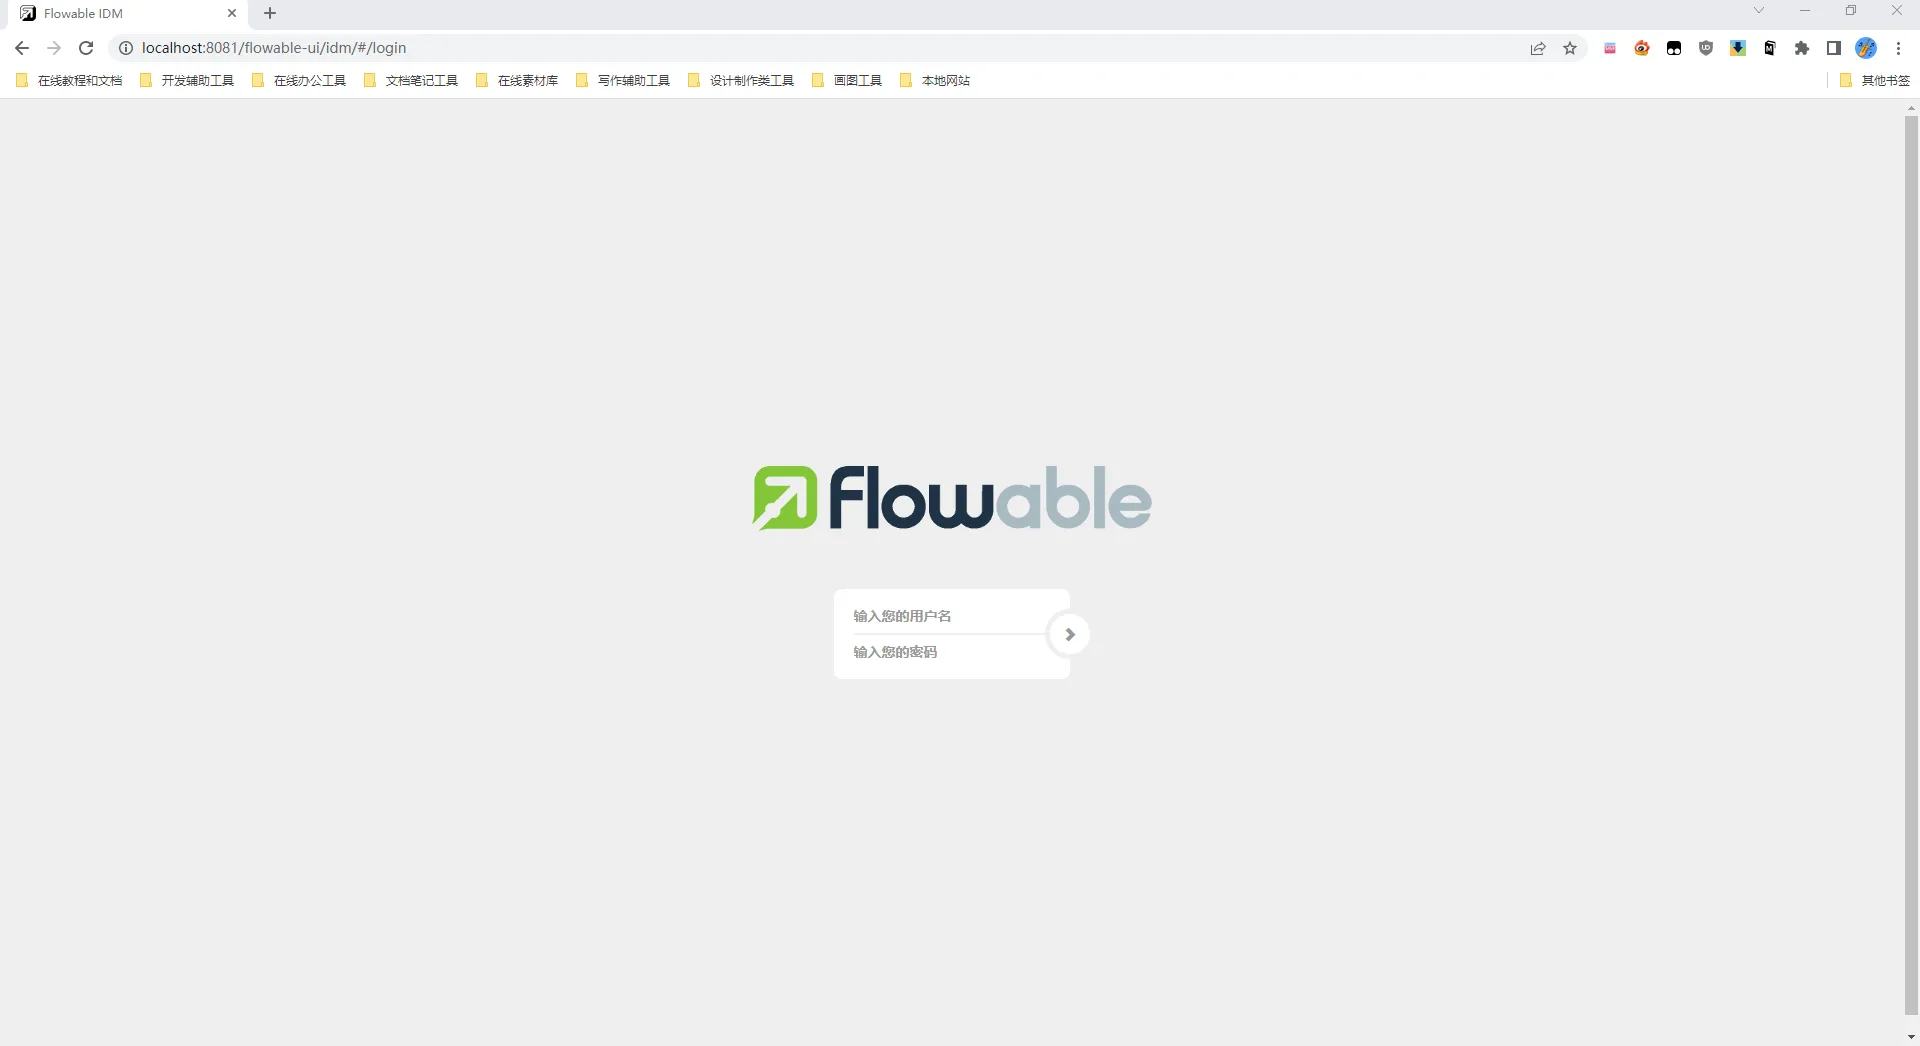 Flowable IDM
localhost:8081/flowable-ui/idm/#/login
在线教程和文档 开发辅助工具 在线办公工具 文档笔记工具 在线素材库 写作辅助工具 设计制作类工具 画图工具 本地网站 其他书签
Flowable
输入您的用户名
输入您的密码